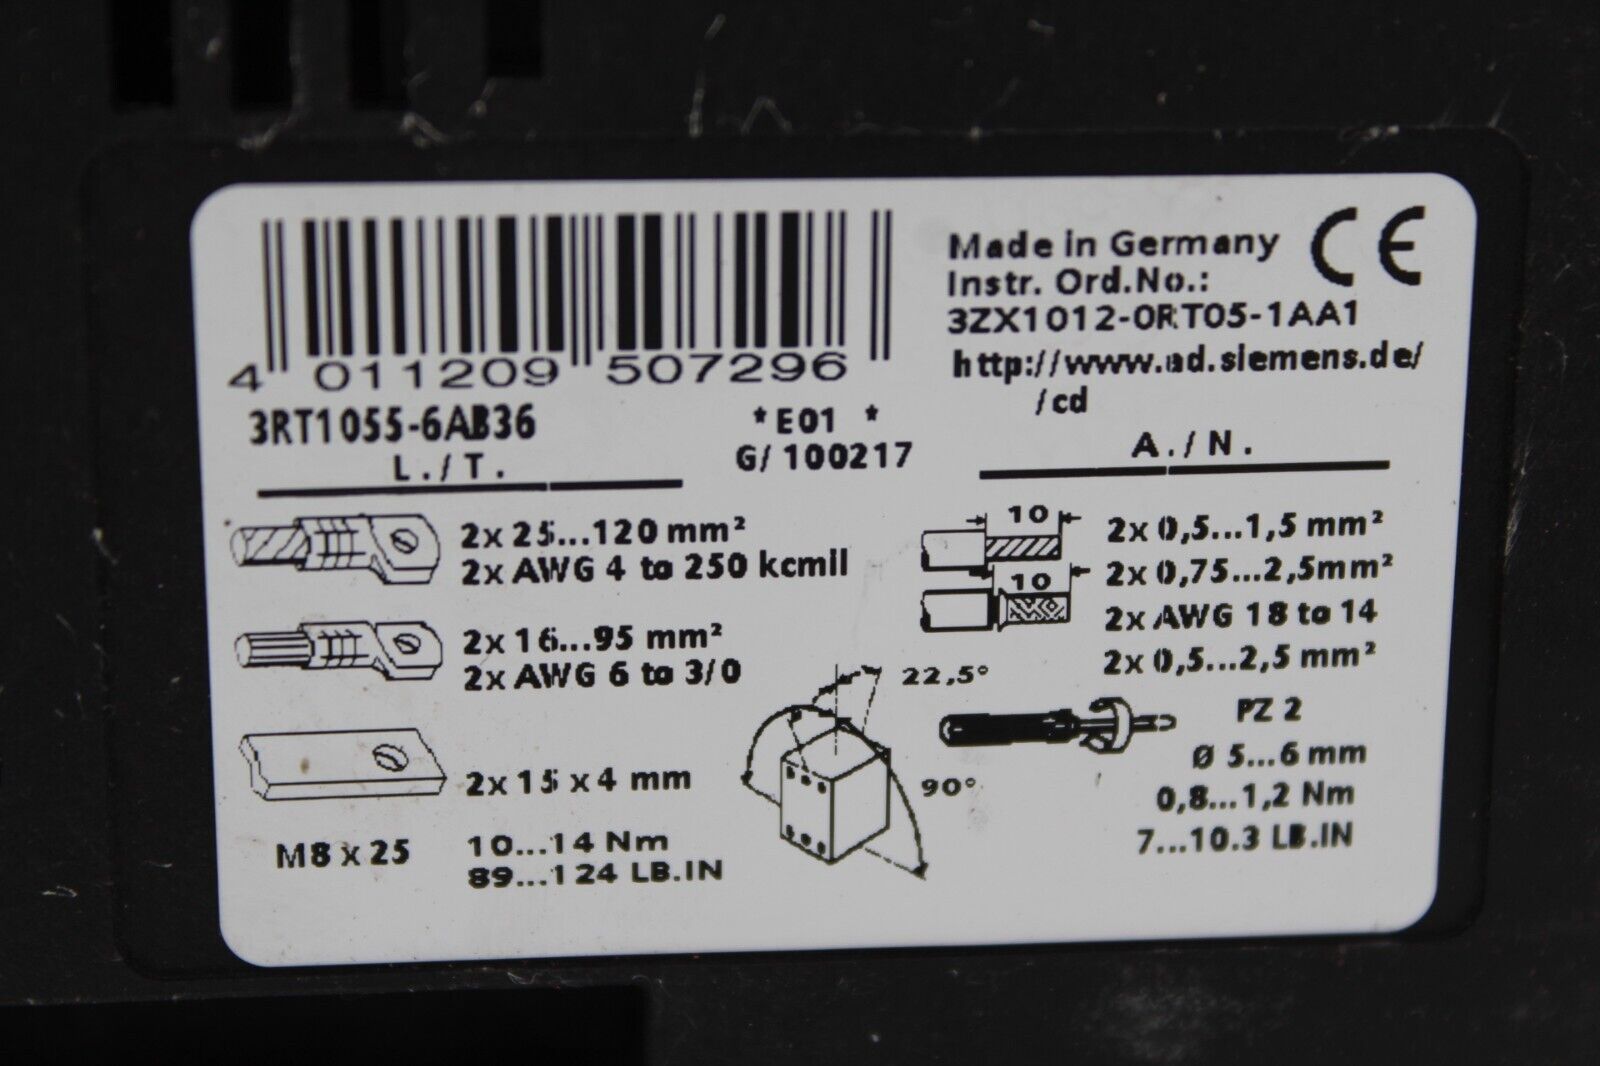 4 011209 507296
3RT1055-6AB36
*E01 *
G/ 100217
Made in Germany
Instr. Ord.No.:
3ZX1012-0RT05-1AA1
http://www.ad.siemens.de/
/cd
CE
L./T.
2x 25...120 mm²
2x AWG 4 to 250 kcmil
2x 16...95 mm²
2x AWG 6 to 3/0
2x 15 x 4 mm
M8 x 25
10...14 Nm
89...124 LB.IN
22,5°
90°
A./N.
10
2x 0,5...1,5 mm²
10
2x 0,75...2,5mm²
2x AWG 18 to 14
2x 0,5...2,5 mm²
PZ 2
Ø 5...6 mm
0,8...1,2 Nm
7...10.3 LB.IN